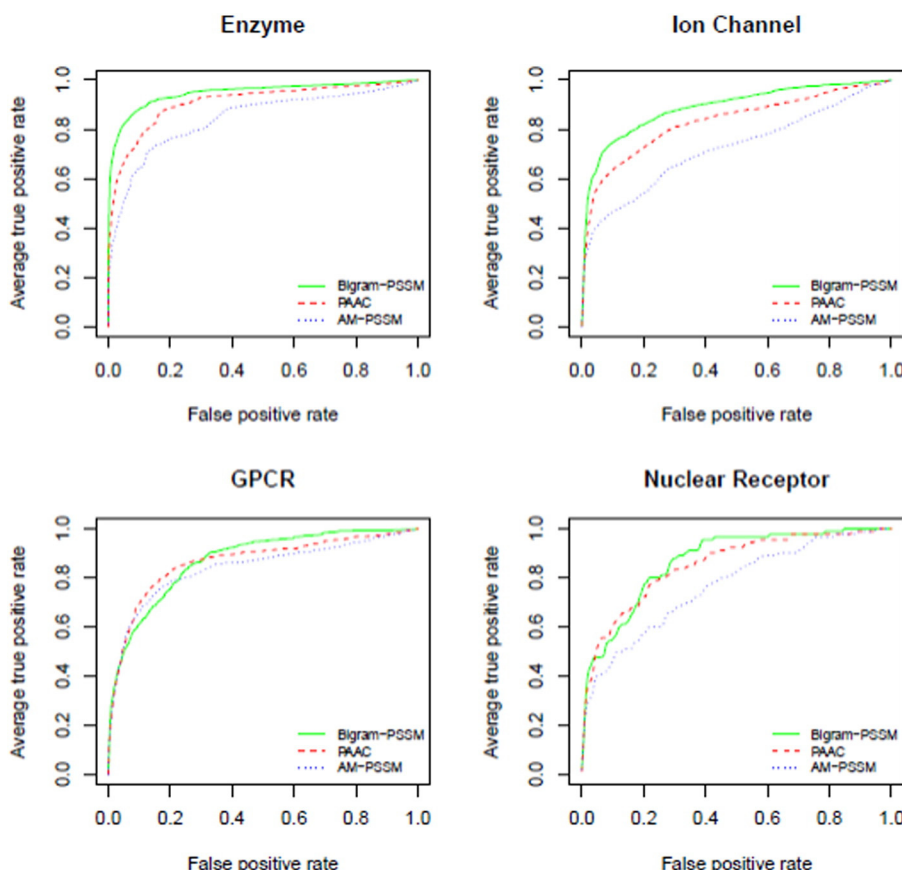 Enzyme
Average true positive rate
1.0
0.8
0.6
0.4
0.2
0.0
Bigram-PSSM
PAAC
AM-PSSM
0.0 0.2 0.4 0.6 0.8 1.0
False positive rate
Ion Channel
Average true positive rate
1.0
0.8
0.6
0.4
0.2
0.0
Bigram-PSSM
PAAC
AM-PSSM
0.0 0.2 0.4 0.6 0.8 1.0
False positive rate
GPCR
Average true positive rate
1.0
0.8
0.6
0.4
0.2
0.0
Bigram-PSSM
PAAC
AM-PSSM
0.0 0.2 0.4 0.6 0.8 1.0
False positive rate
Nuclear Receptor
Average true positive rate
1.0
0.8
0.6
0.4
0.2
0.0
Bigram-PSSM
PAAC
AM-PSSM
0.0 0.2 0.4 0.6 0.8 1.0
False positive rate